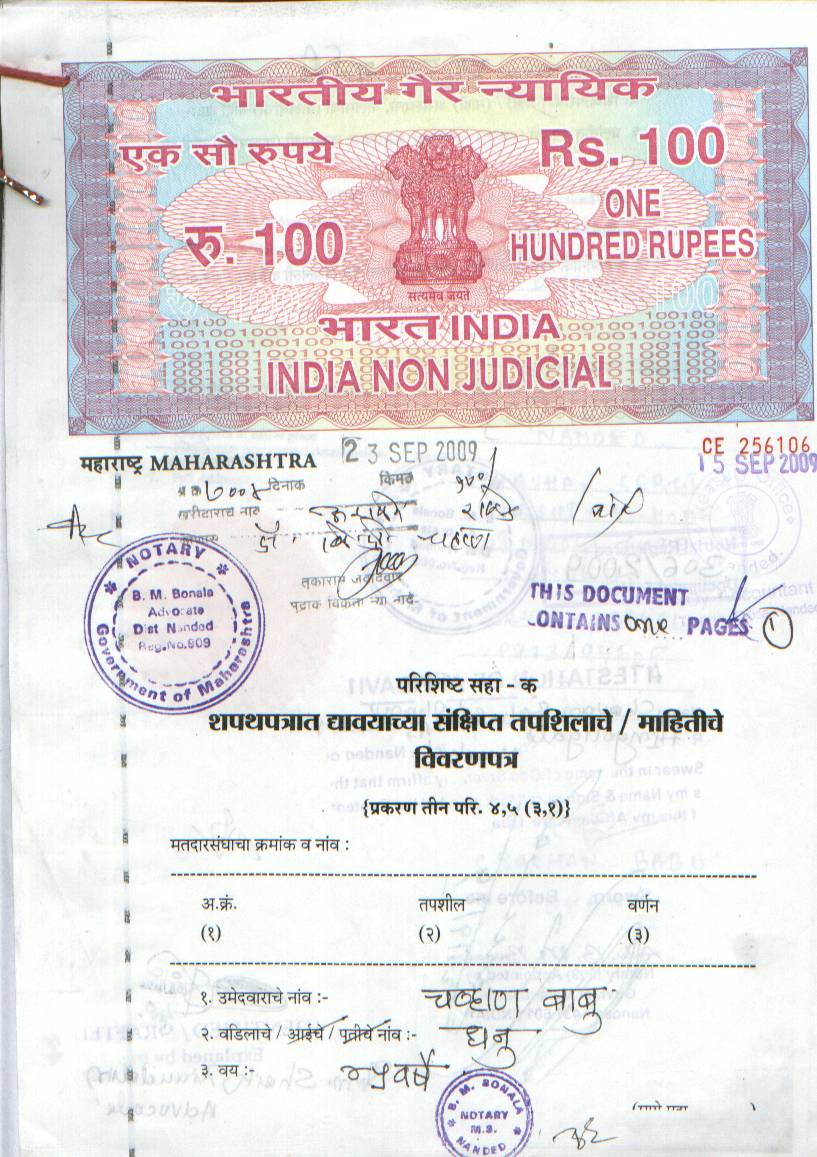 भारतीय गैर न्यायिक
एक सौ रुपये
Rs. 100
रु. 100
ONE
HUNDRED RUPEES
सत्यमेव जयते
भारत INDIA
INDIA NON JUDICIAL
महाराष्ट्र MAHARASHTRA
23 SEP 2009
CE 256106
15 SEP 2009
दिनांक
किंमत
NOTARY
B. M. Bonala
Advocate
Dist Nanded
Reg.No.909
Government of Maharashtra
THIS DOCUMENT
CONTAINS one PAGES 1
परिशिष्ट सहा - क
शपथपत्रात द्यावयाच्या संक्षिप्त तपशिलाचे / माहितीचे
विवरणपत्र
{प्रकरण तीन परि. ४,५ (३,१)}
मतदारसंघाचा क्रमांक व नांव :
अ.क्रं. तपशील वर्णन
(१) (२) (३)
१. उमेदवाराचे नांव :- चव्हाण बाबु
२. वडिलाचे / आईचे / पतीचे नांव :- धनु
३. वय :- वर्षे
B. M. BONALA
NOTARY
M.S.
NANDED